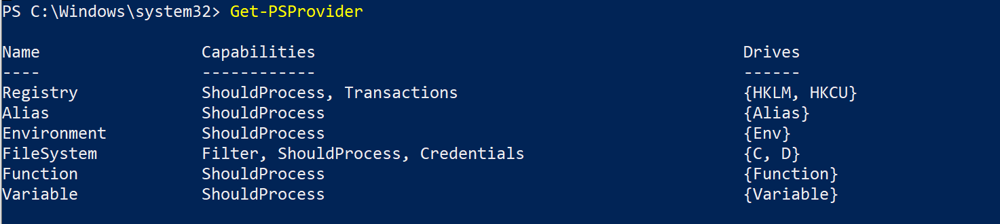 PS C:\Windows\system32> Get-PSProvider
Name Capabilities Drives
---- ------------ ------
Registry ShouldProcess, Transactions {HKLM, HKCU}
Alias ShouldProcess {Alias}
Environment ShouldProcess {Env}
FileSystem Filter, ShouldProcess, Credentials {C, D}
Function ShouldProcess {Function}
Variable ShouldProcess {Variable}